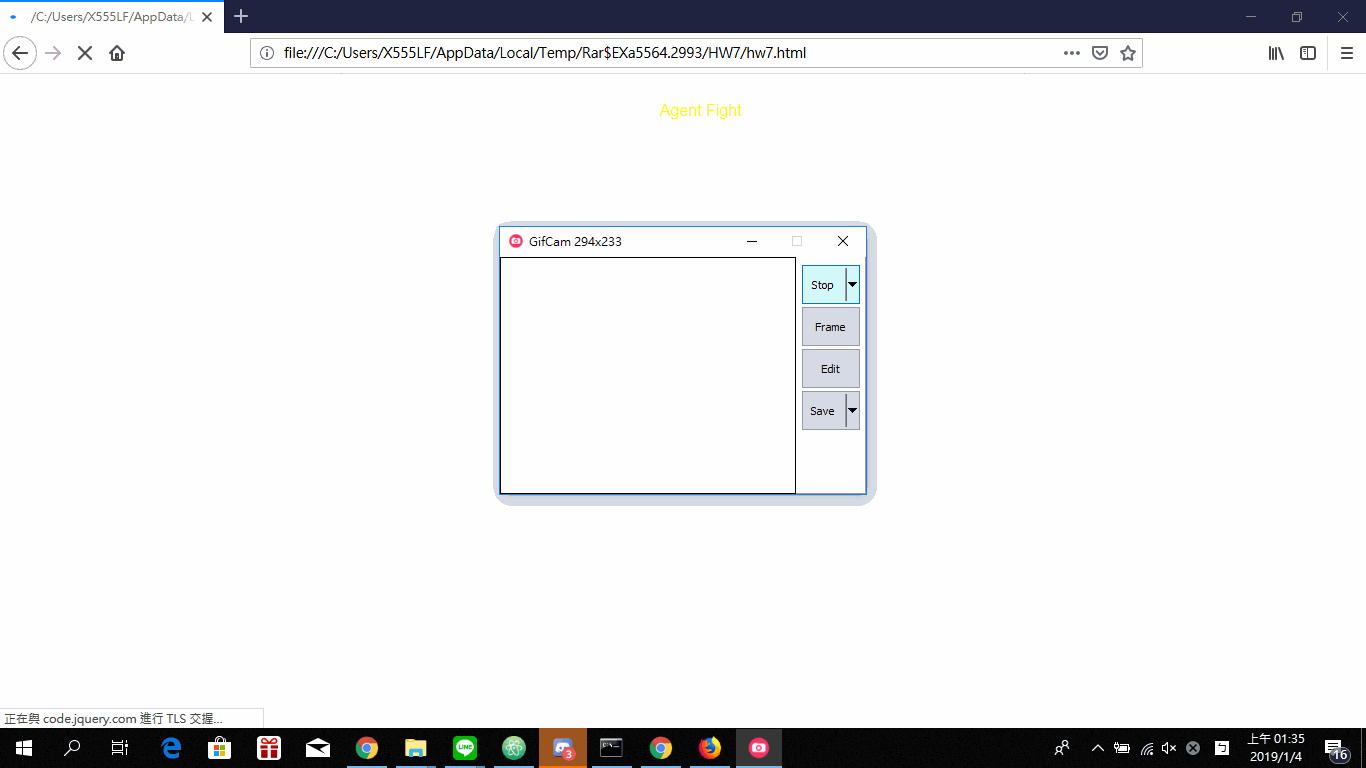 /C:/Users/X555LF/AppData/L
file:///C:/Users/X555LF/AppData/Local/Temp/Rar$EXa5564.2993/HW7/hw7.html
Agent Fight
GifCam 294x233
Stop
Frame
Edit
Save
正在與 code.jquery.com 進行 TLS 交握...
LINE
3
上午 01:35
2019/1/4
16